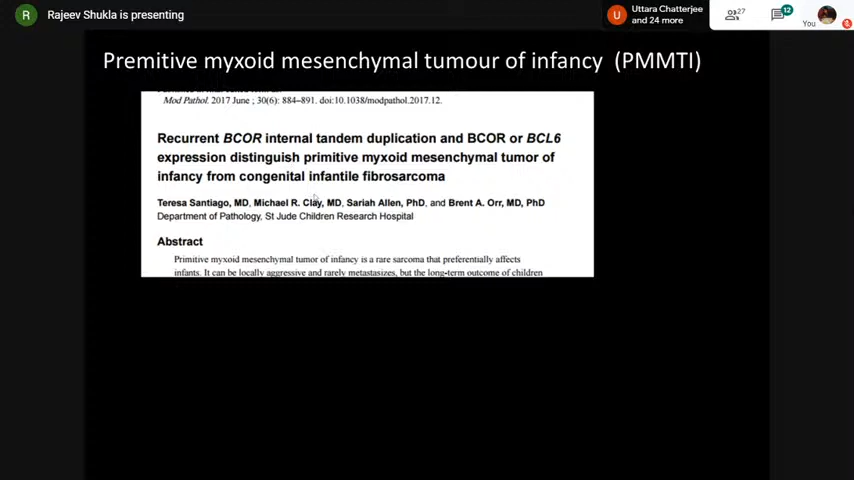 R Rajeev Shukla is presenting
U Uttara Chatterjee
and 24 more
27
12
You
Premitive myxoid mesenchymal tumour of infancy (PMMTI)
Mod Pathol. 2017 June ; 30(6): 884–891. doi:10.1038/modpathol.2017.12.
Recurrent BCOR internal tandem duplication and BCOR or BCL6
expression distinguish primitive myxoid mesenchymal tumor of
infancy from congenital infantile fibrosarcoma
Teresa Santiago, MD, Michael R. Clay, MD, Sariah Allen, PhD, and Brent A. Orr, MD, PhD
Department of Pathology, St Jude Children Research Hospital
Abstract
Primitive myxoid mesenchymal tumor of infancy is a rare sarcoma that preferentially affects
infants. It can be locally aggressive and rarely metastasizes, but the long-term outcome of children